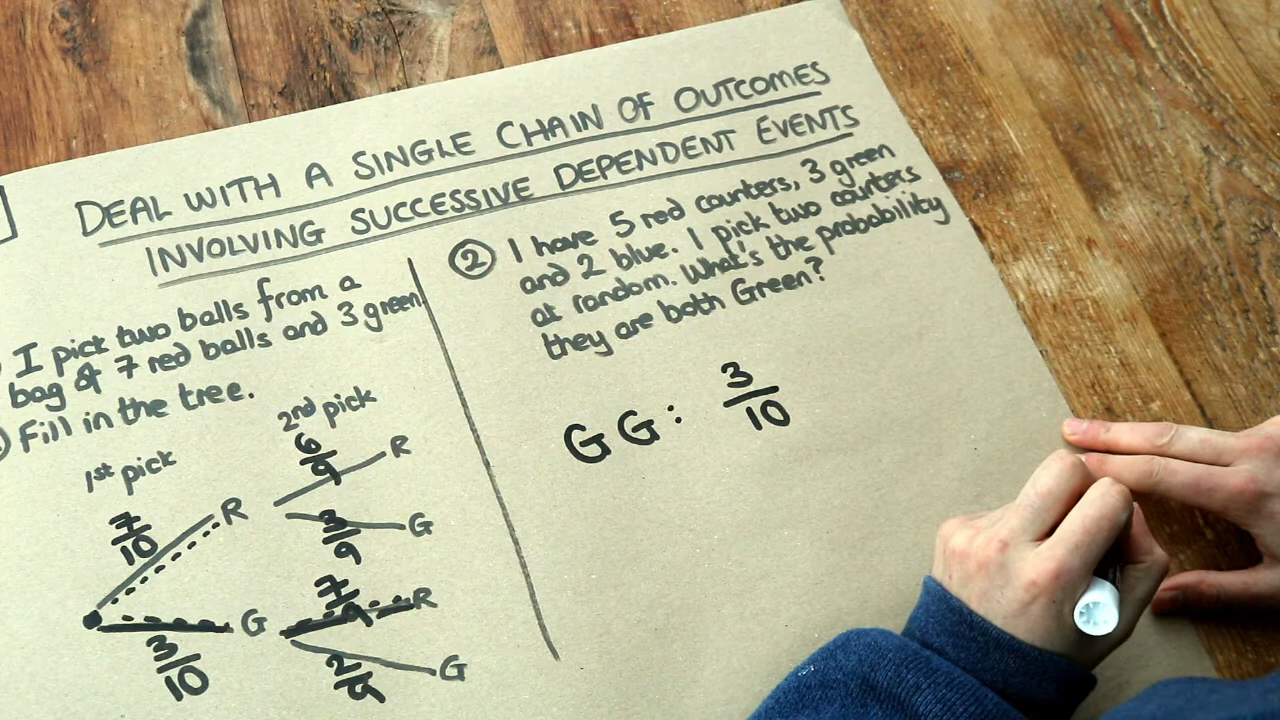 DEAL WITH A SINGLE CHAIN OF OUTCOMES
INVOLVING SUCCESSIVE DEPENDENT EVENTS
I pick two balls from a
bag of 7 red balls and 3 green.
Fill in the tree.
1st pick
2nd pick
7/10
R
G
3/10
6/9
R
3/9
G
7/9
R
2/9
G
② I have 5 red counters, 3 green
and 2 blue. I pick two counters
at random. What's the probability
they are both Green?
GG: 3/10